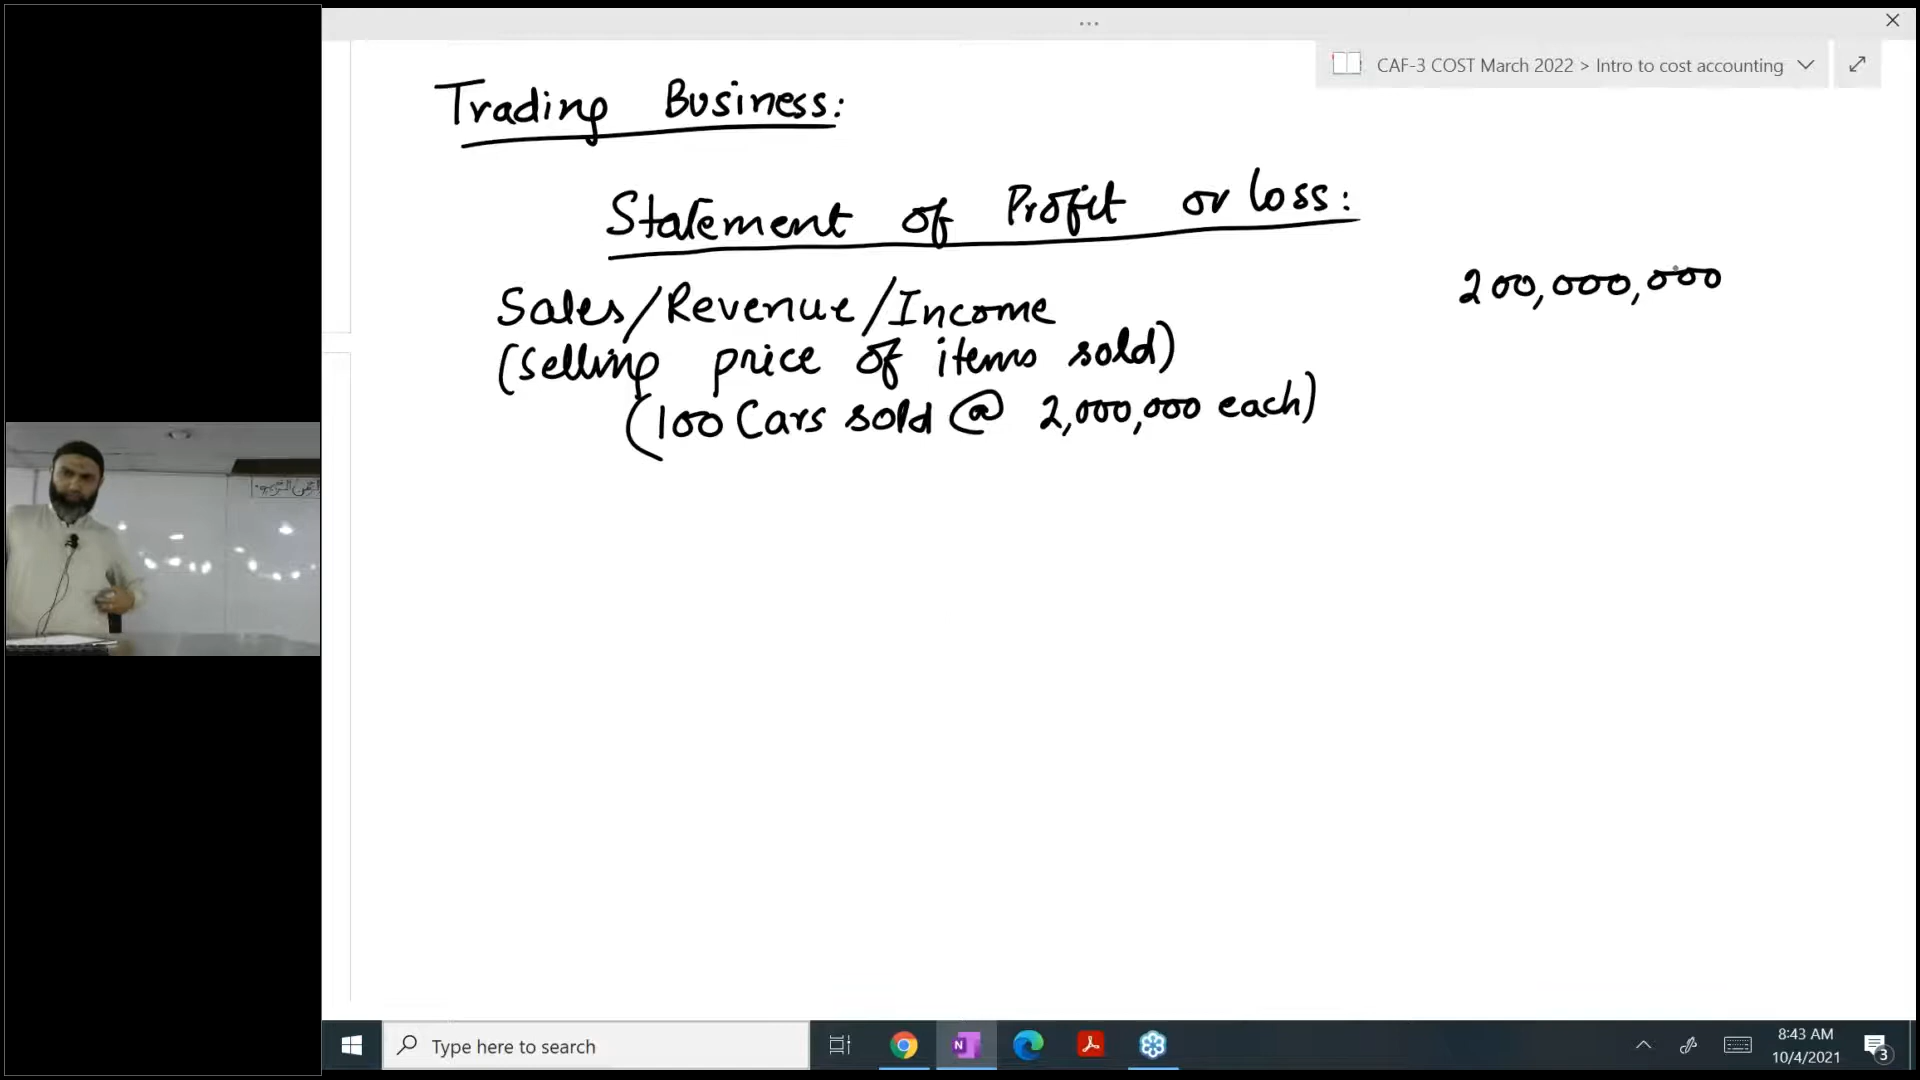 CAF-3 COST March 2022 > Intro to cost accounting
Trading Business:
Statement of Profit or loss:
Sales/Revenue/Income 200,000,000
(Selling price of items sold)
(100 Cars sold @ 2,000,000 each)
Type here to search
8:43 AM
10/4/2021
3